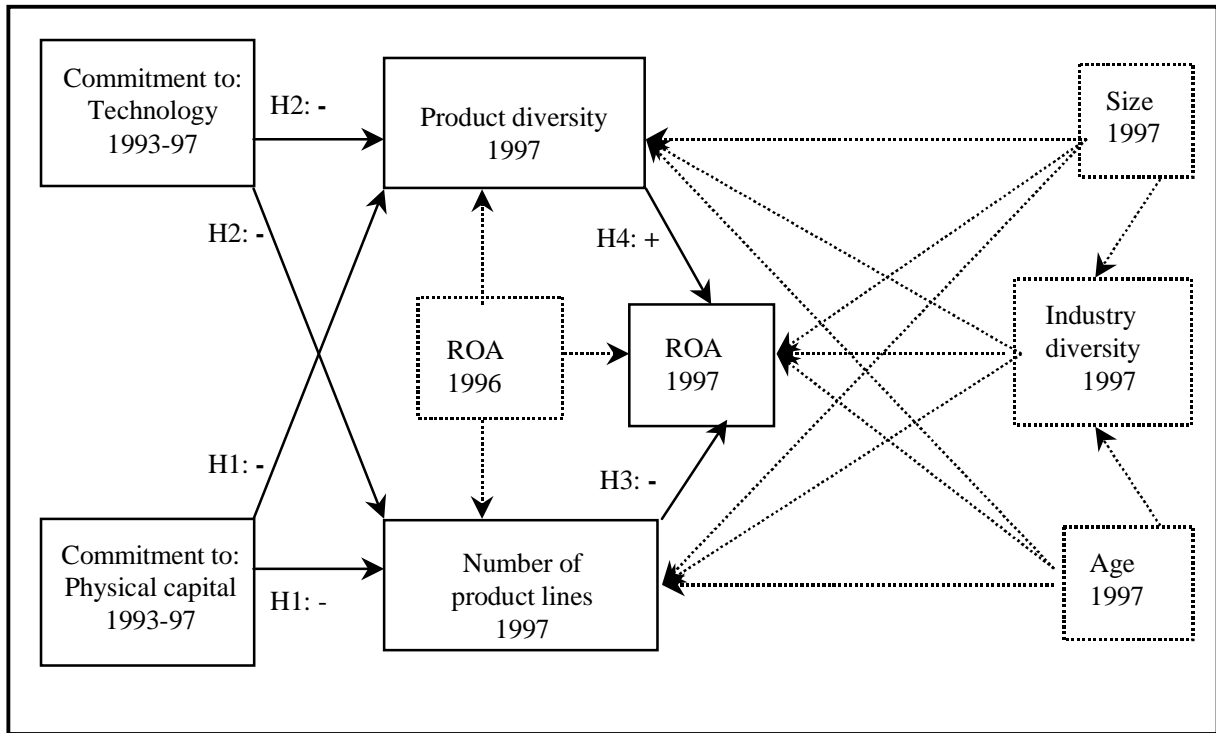 Commitment to:
Technology
1993-97
H2: -
Product diversity
1997
Size
1997
H2: -
H4: +
ROA
1996
ROA
1997
Industry
diversity
1997
H1: -
H3: -
Commitment to:
Physical capital
1993-97
H1: -
Number of
product lines
1997
Age
1997